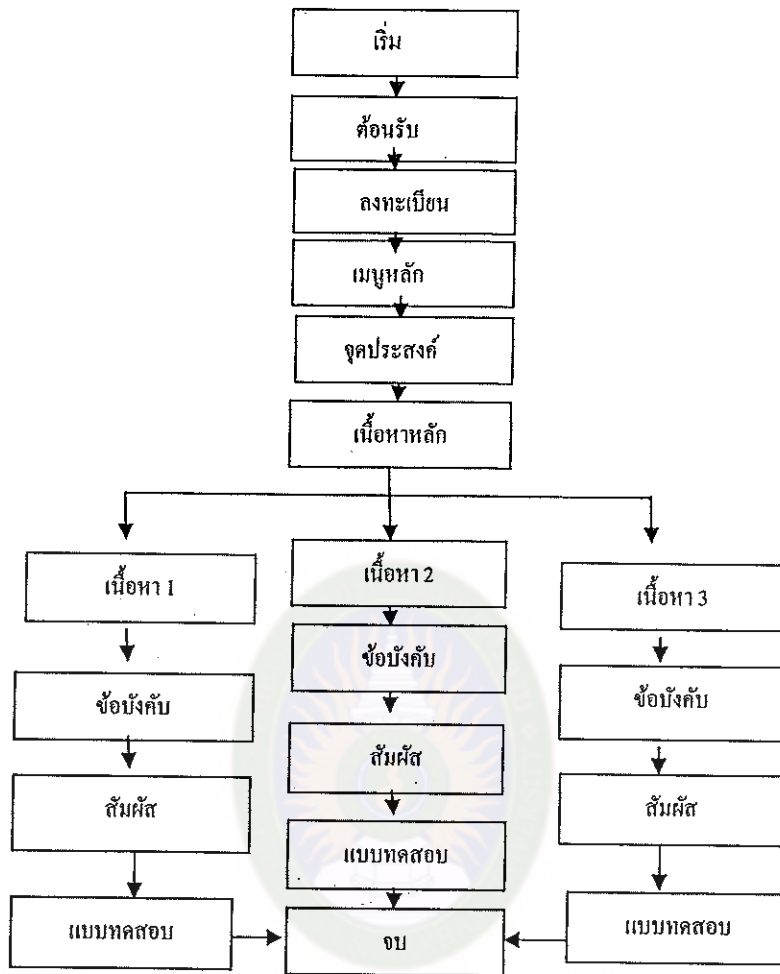 เริ่ม
ต้อนรับ
ลงทะเบียน
เมนูหลัก
จุดประสงค์
เนื้อหาหลัก
เนื้อหา 1
เนื้อหา 2
เนื้อหา 3
ข้อบังคับ
ข้อบังคับ
ข้อบังคับ
สัมผัส
สัมผัส
สัมผัส
แบบทดสอบ
แบบทดสอบ
แบบทดสอบ
จบ